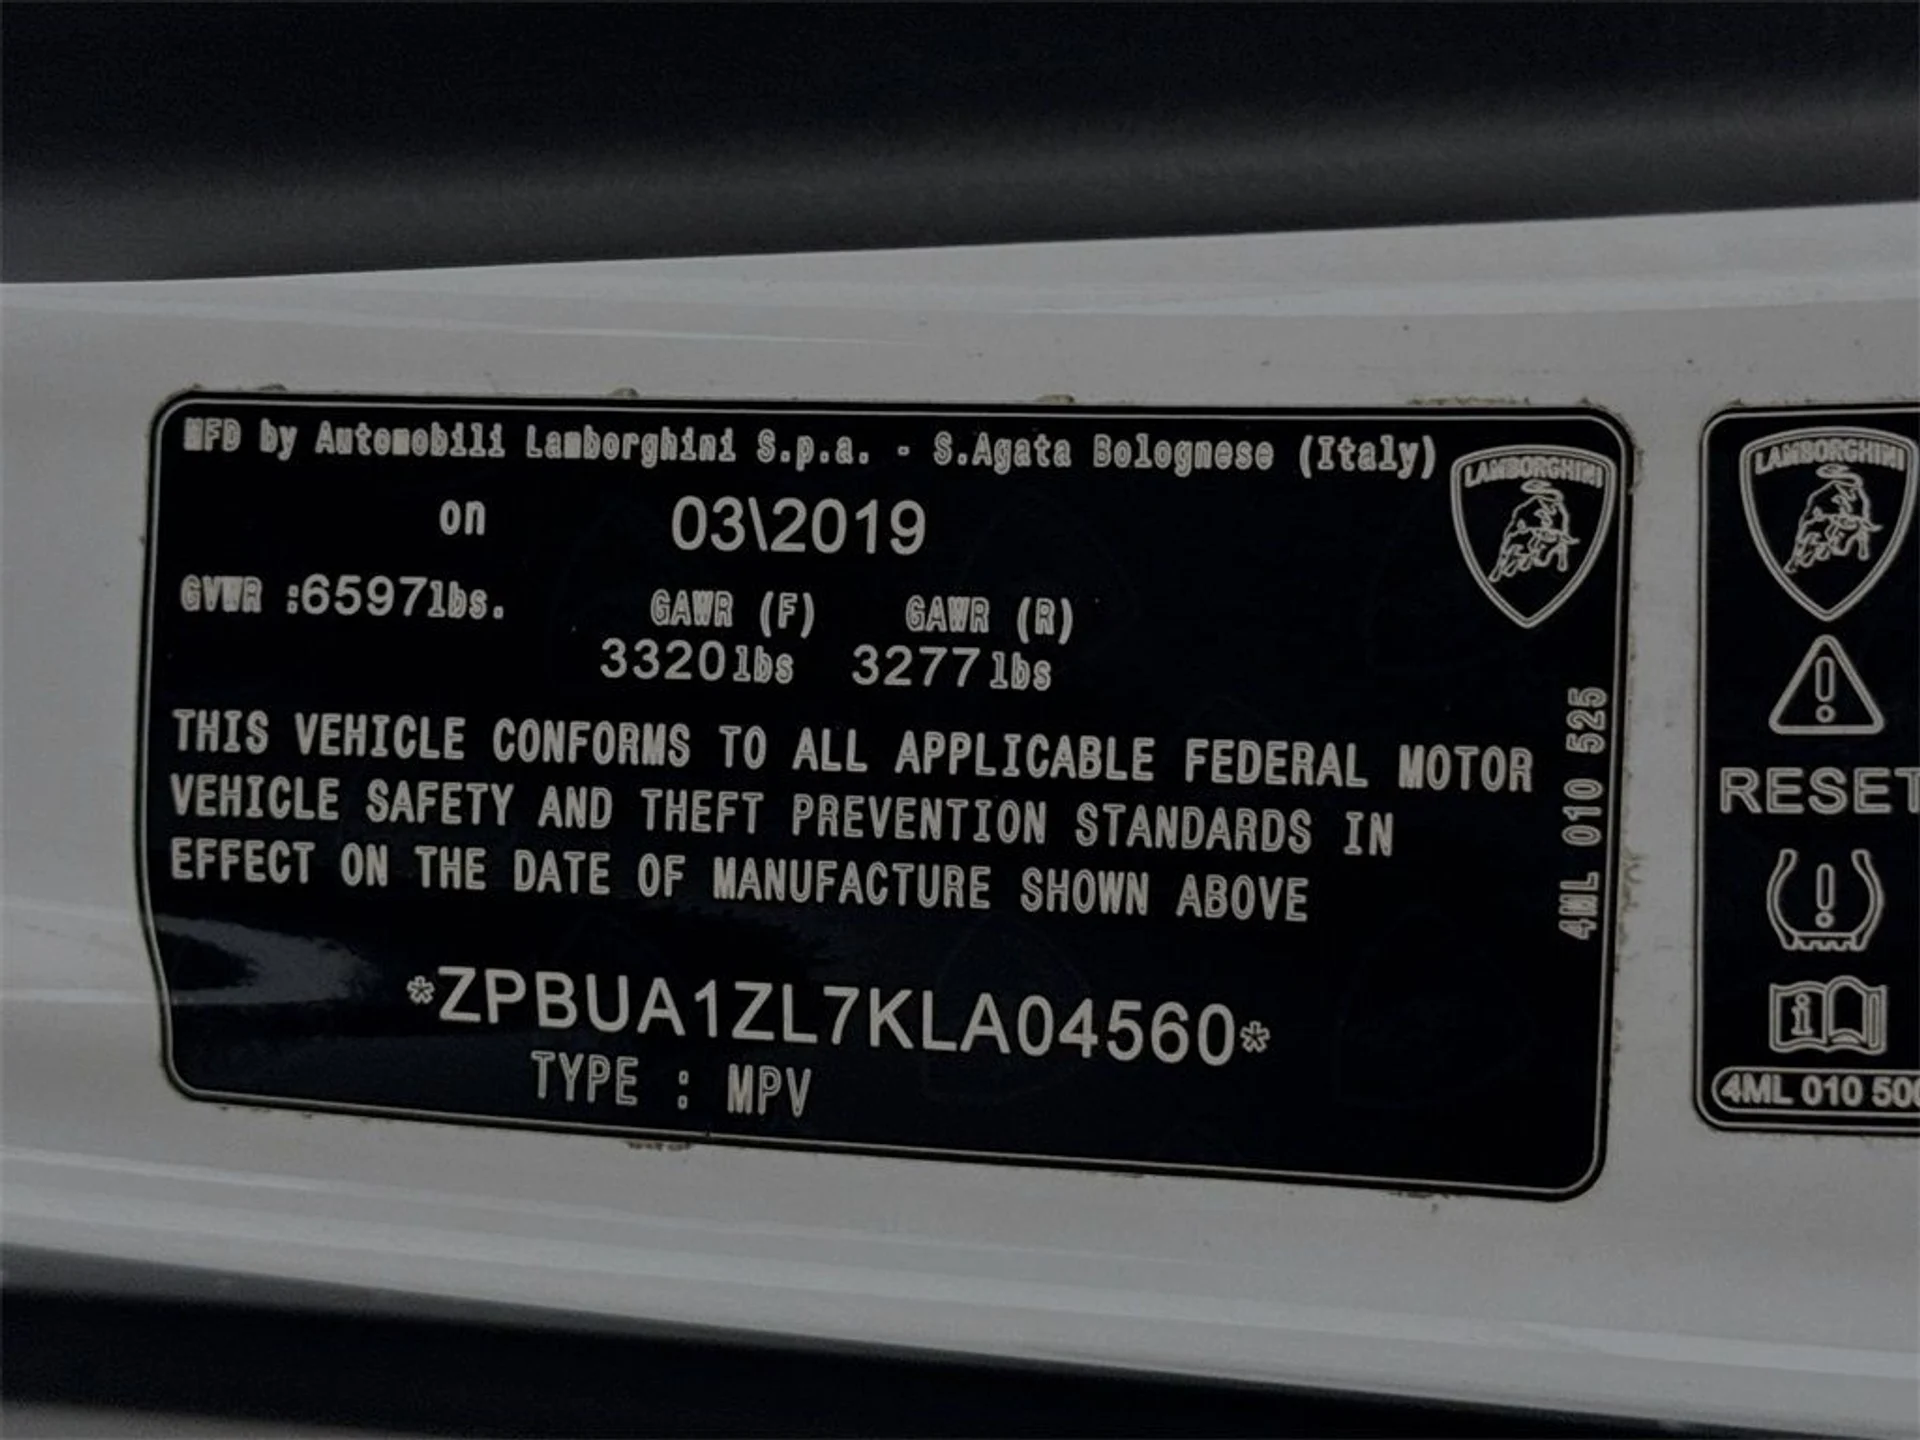 MFD by Automobili Lamborghini S.p.a. - S.Agata Bolognese (Italy)
on 03\2019
GVWR :6597lbs. GAWR (F) GAWR (R)
3320lbs 3277lbs
THIS VEHICLE CONFORMS TO ALL APPLICABLE FEDERAL MOTOR
VEHICLE SAFETY AND THEFT PREVENTION STANDARDS IN
EFFECT ON THE DATE OF MANUFACTURE SHOWN ABOVE
*ZPBUA1ZL7KLA04560*
TYPE : MPV
LAMBORGHINI
4ML 010 525
LAMBORGHINI
RESET
4ML 010 500